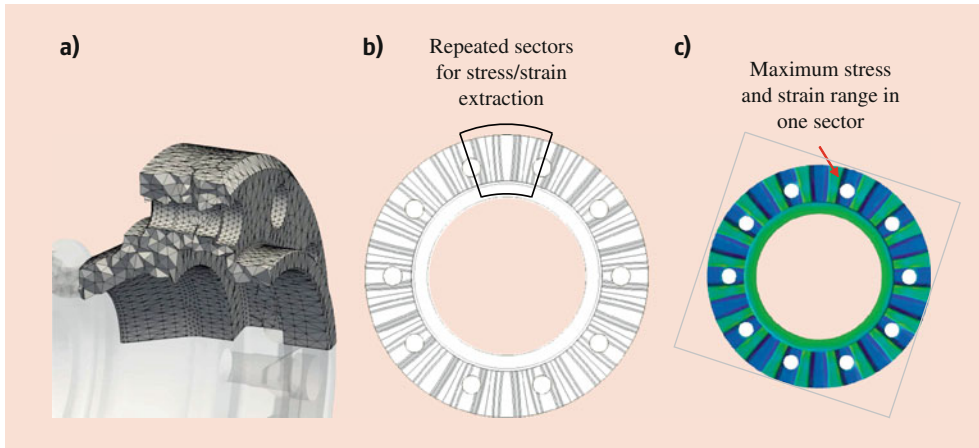 a)
b)
Repeated sectors
for stress/strain
extraction
c)
Maximum stress
and strain range in
one sector